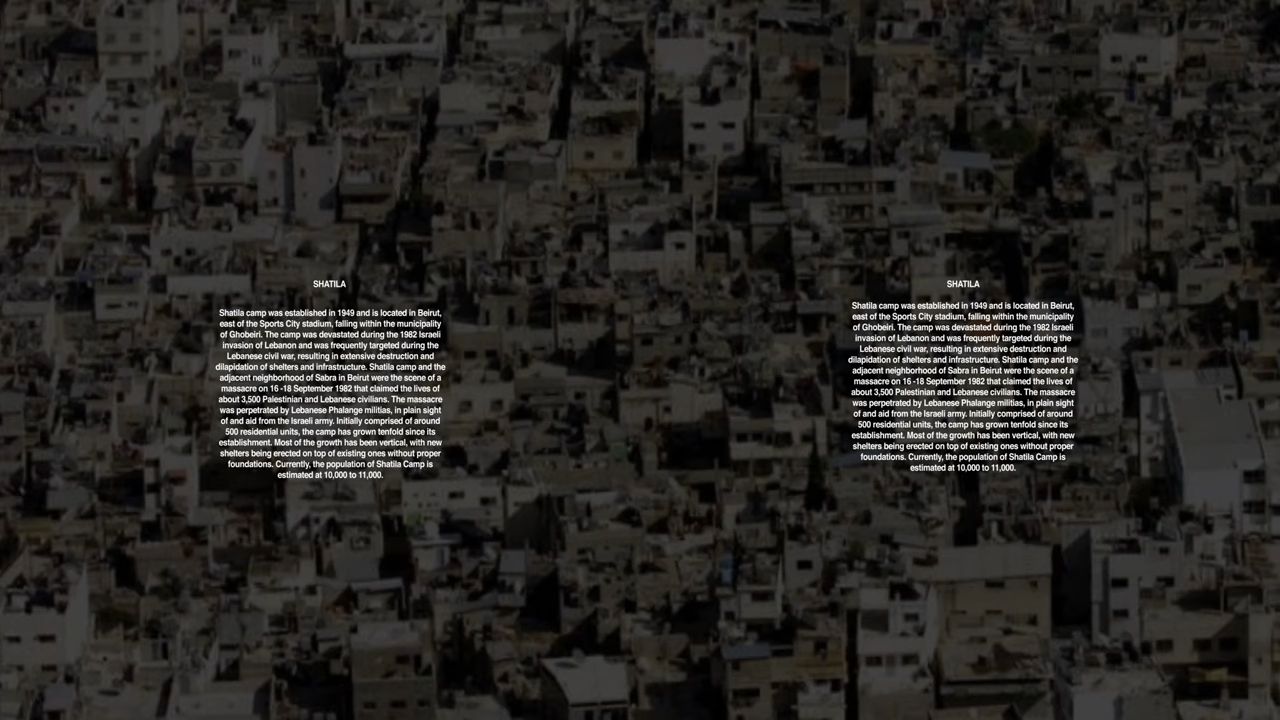 SHATILA
Shatila camp was established in 1949 and is located in Beirut,
east of the Sports City stadium, falling within the municipality
of Ghobeiri. The camp was devastated during the 1982 Israeli
invasion of Lebanon and was frequently targeted during the
Lebanese civil war, resulting in extensive destruction and
dilapidation of shelters and infrastructure. Shatila camp and the
adjacent neighborhood of Sabra in Beirut were the scene of a
massacre on 16 -18 September 1982 that claimed the lives of
about 3,500 Palestinian and Lebanese civilians. The massacre
was perpetrated by Lebanese Phalange militias, in plain sight
of and aid from the Israeli army. Initially comprised of around
500 residential units, the camp has grown tenfold since its
establishment. Most of the growth has been vertical, with new
shelters being erected on top of existing ones without proper
foundations. Currently, the population of Shatila Camp is
estimated at 10,000 to 11,000.
SHATILA
Shatila camp was established in 1949 and is located in Beirut,
east of the Sports City stadium, falling within the municipality
of Ghobeiri. The camp was devastated during the 1982 Israeli
invasion of Lebanon and was frequently targeted during the
Lebanese civil war, resulting in extensive destruction and
dilapidation of shelters and infrastructure. Shatila camp and the
adjacent neighborhood of Sabra in Beirut were the scene of a
massacre on 16 -18 September 1982 that claimed the lives of
about 3,500 Palestinian and Lebanese civilians. The massacre
was perpetrated by Lebanese Phalange militias, in plain sight
of and aid from the Israeli army. Initially comprised of around
500 residential units, the camp has grown tenfold since its
establishment. Most of the growth has been vertical, with new
shelters being erected on top of existing ones without proper
foundations. Currently, the population of Shatila Camp is
estimated at 10,000 to 11,000.